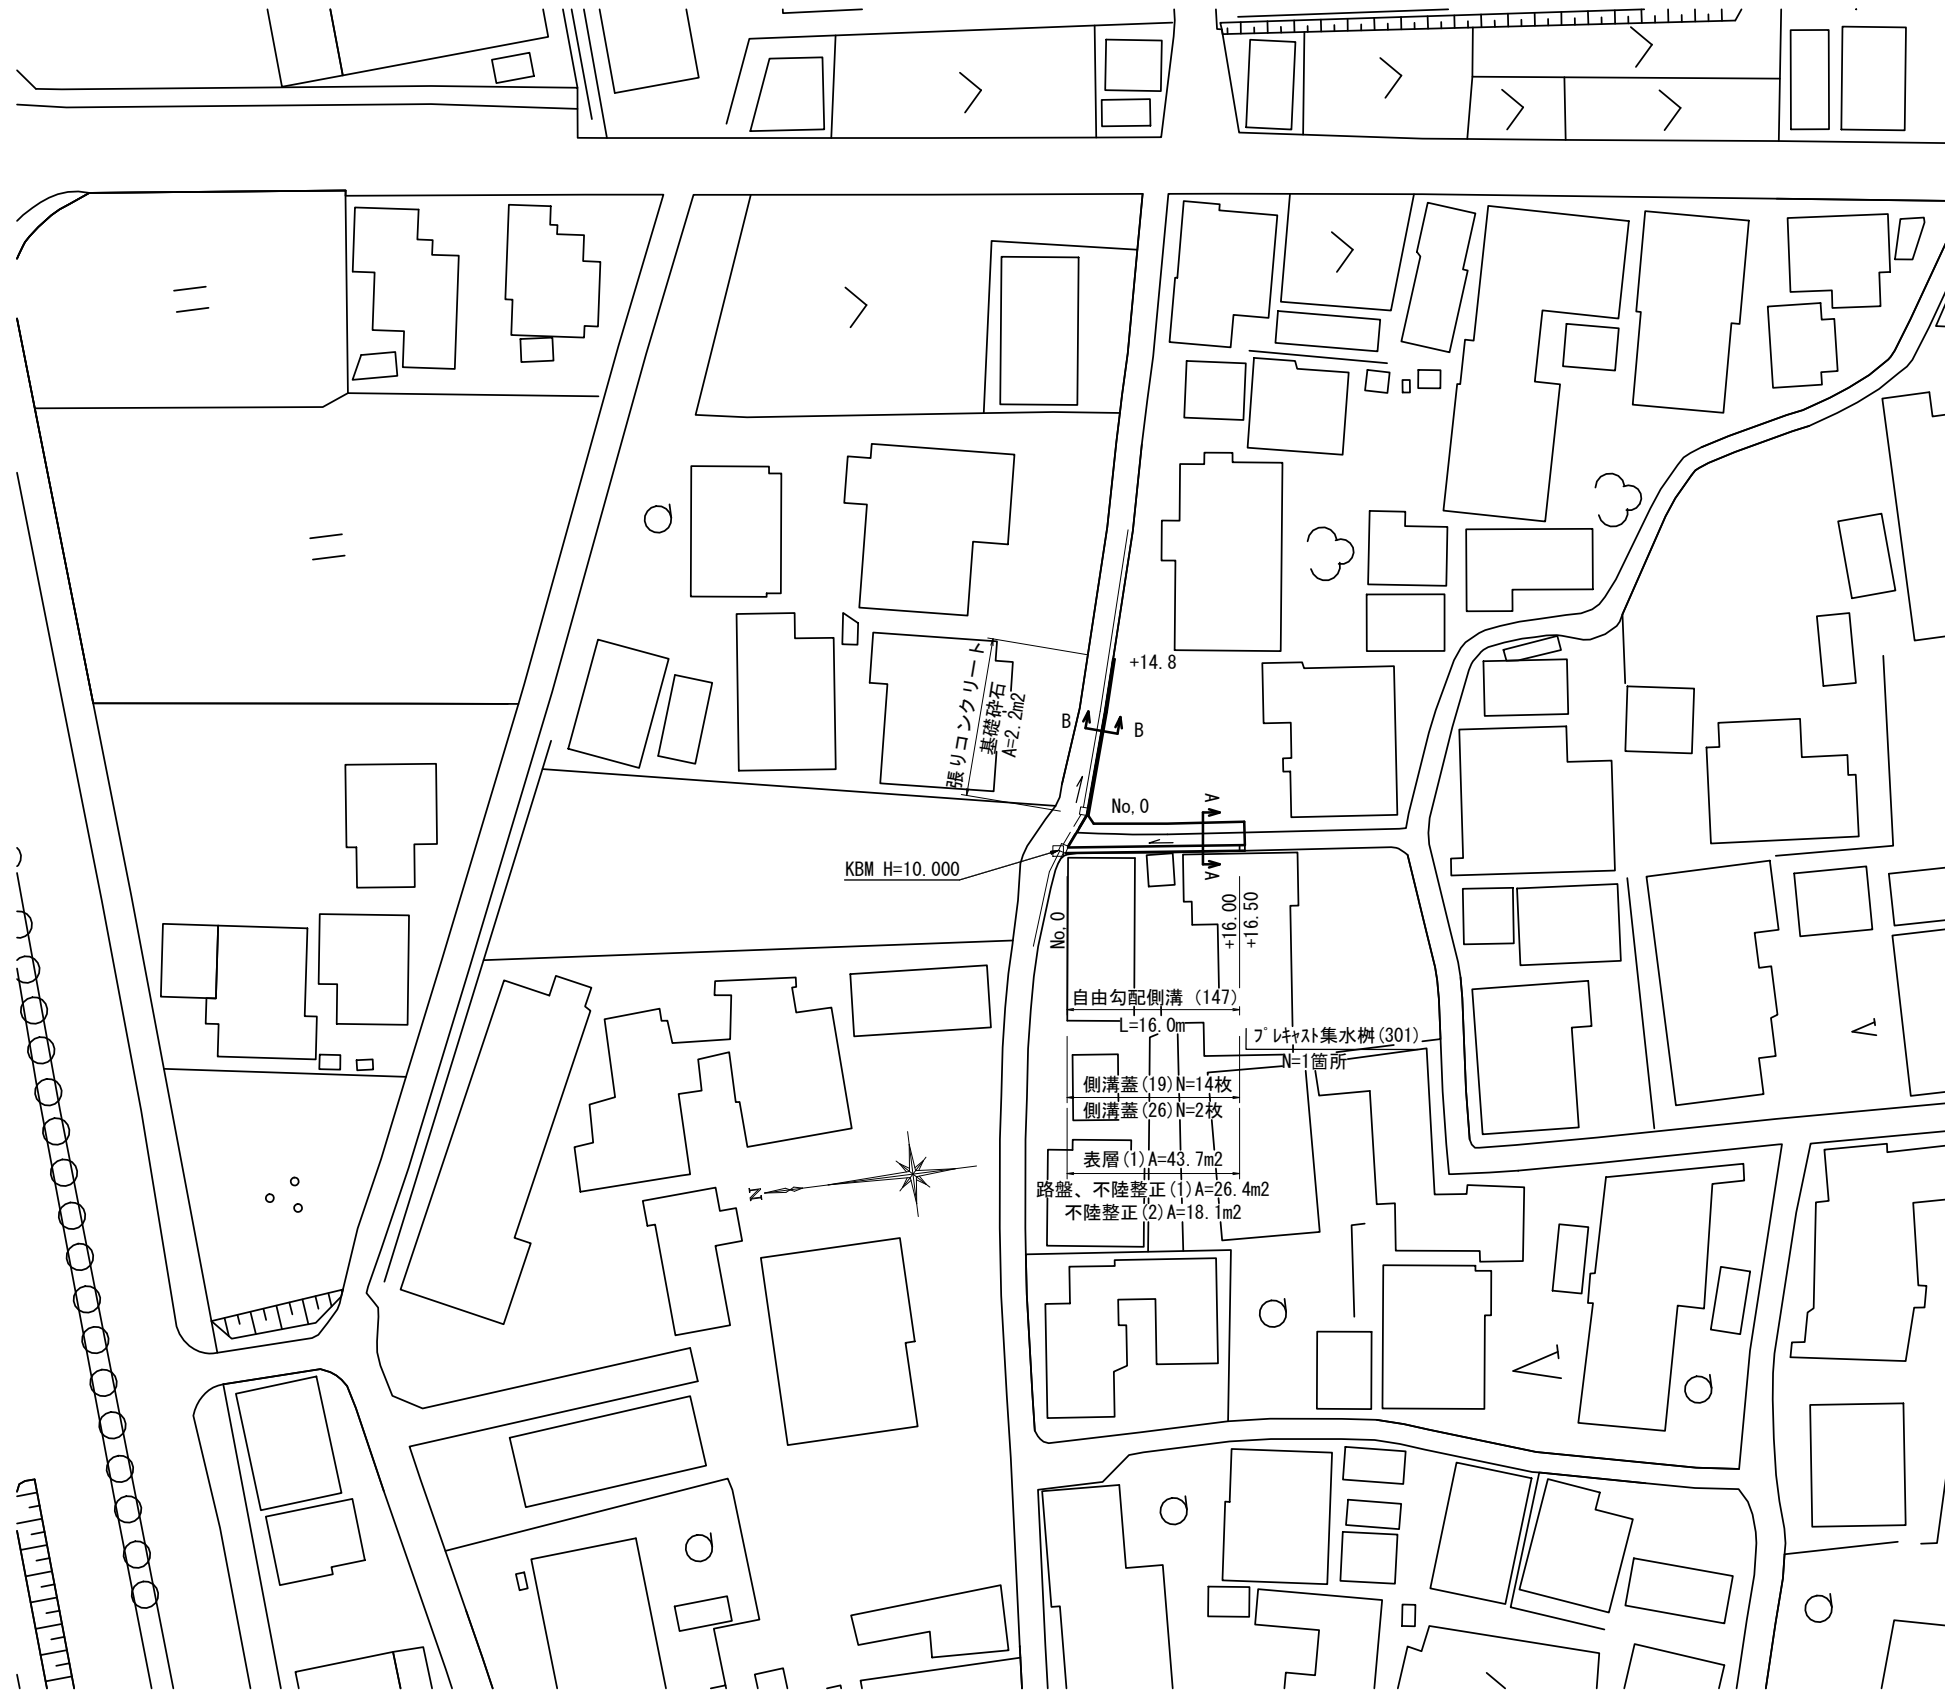 +14.8
張りコンクリート
基礎砕石
A=2.2m2
B
B
No,0
A
A
KBM H=10.000
No,0
+16.00
+16.50
自由勾配側溝 (147)
L=16.0m
プレキャスト集水桝(301)
N=1箇所
側溝蓋(19)N=14枚
側溝蓋(26)N=2枚
表層(1)A=43.7m2
路盤、不陸整正(1)A=26.4m2
不陸整正(2)A=18.1m2
N